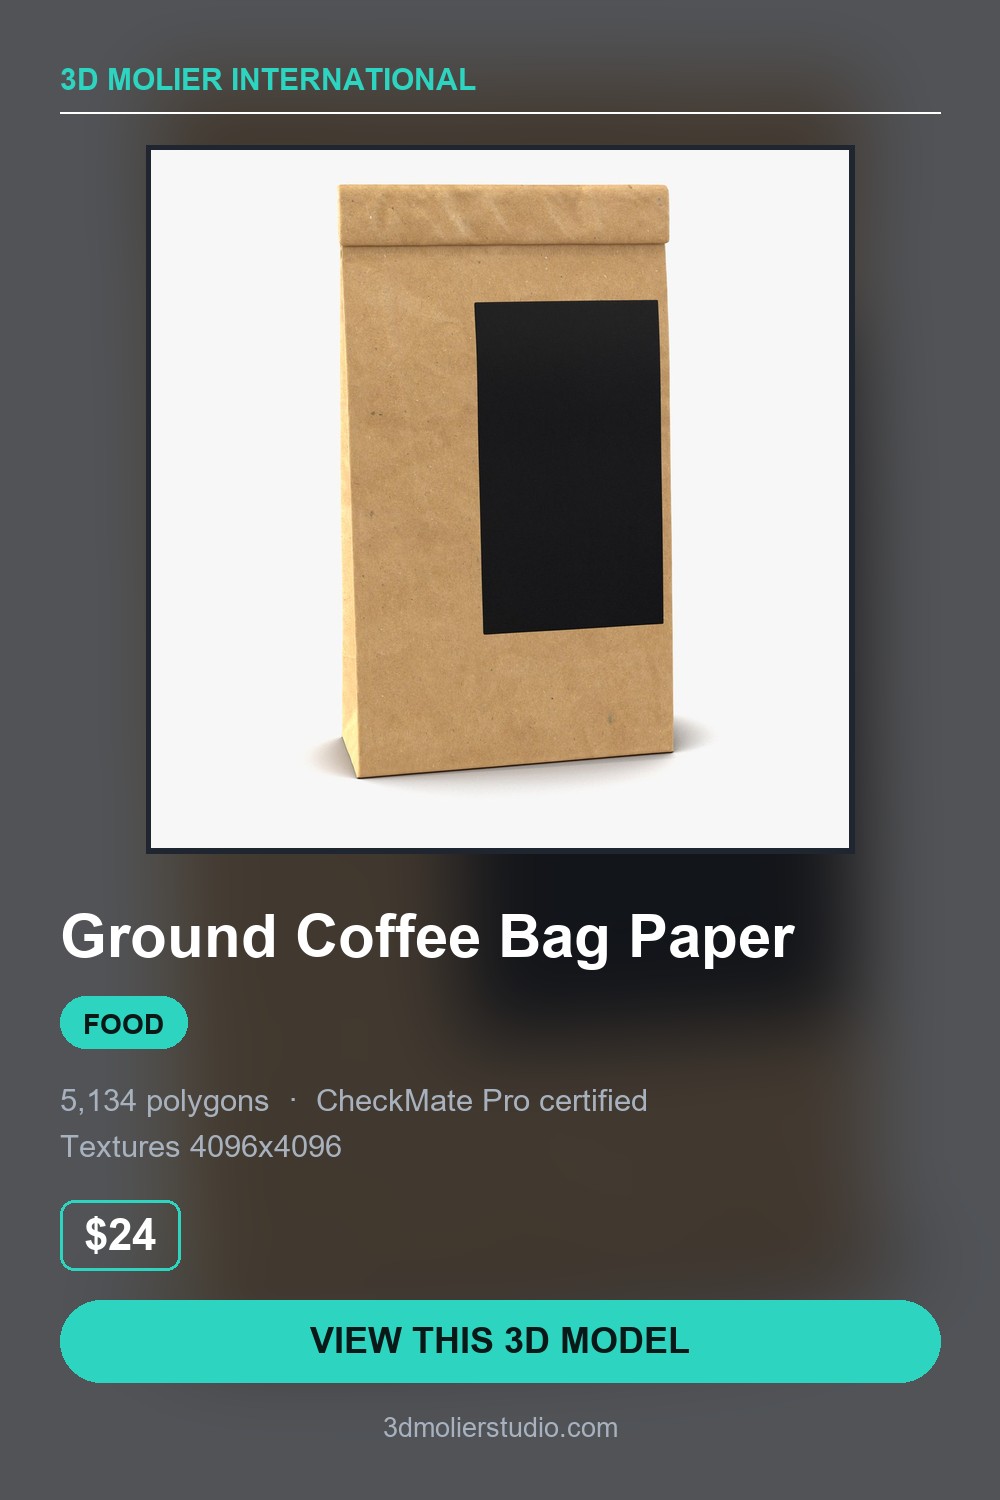 3D MOLIER INTERNATIONAL
Ground Coffee Bag Paper
FOOD
5,134 polygons · CheckMate Pro certified
Textures 4096x4096
$24
VIEW THIS 3D MODEL
3dmolierstudio.com